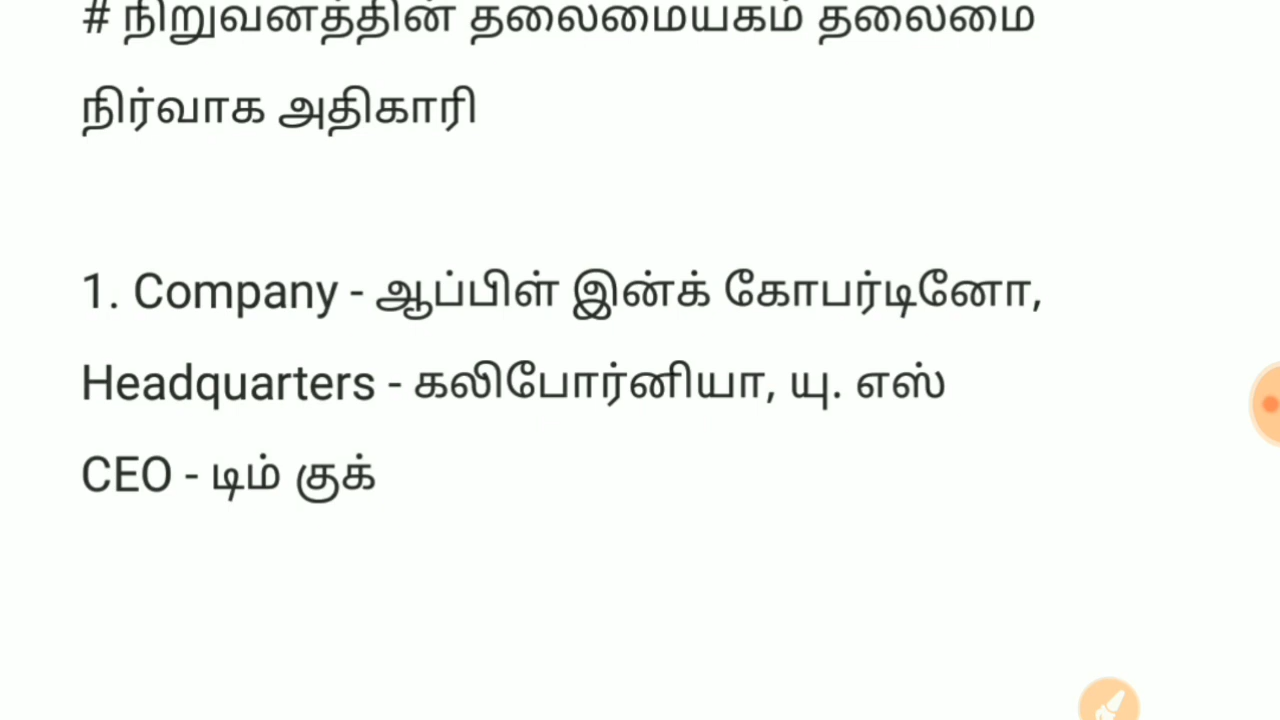 # நிறுவனத்தின் தலைமையகம் தலைமை
நிர்வாக அதிகாரி
1. Company - ஆப்பிள் இன்க் கோபர்டினோ,
Headquarters - கலிபோர்னியா, யு. எஸ்
CEO - டிம் குக்